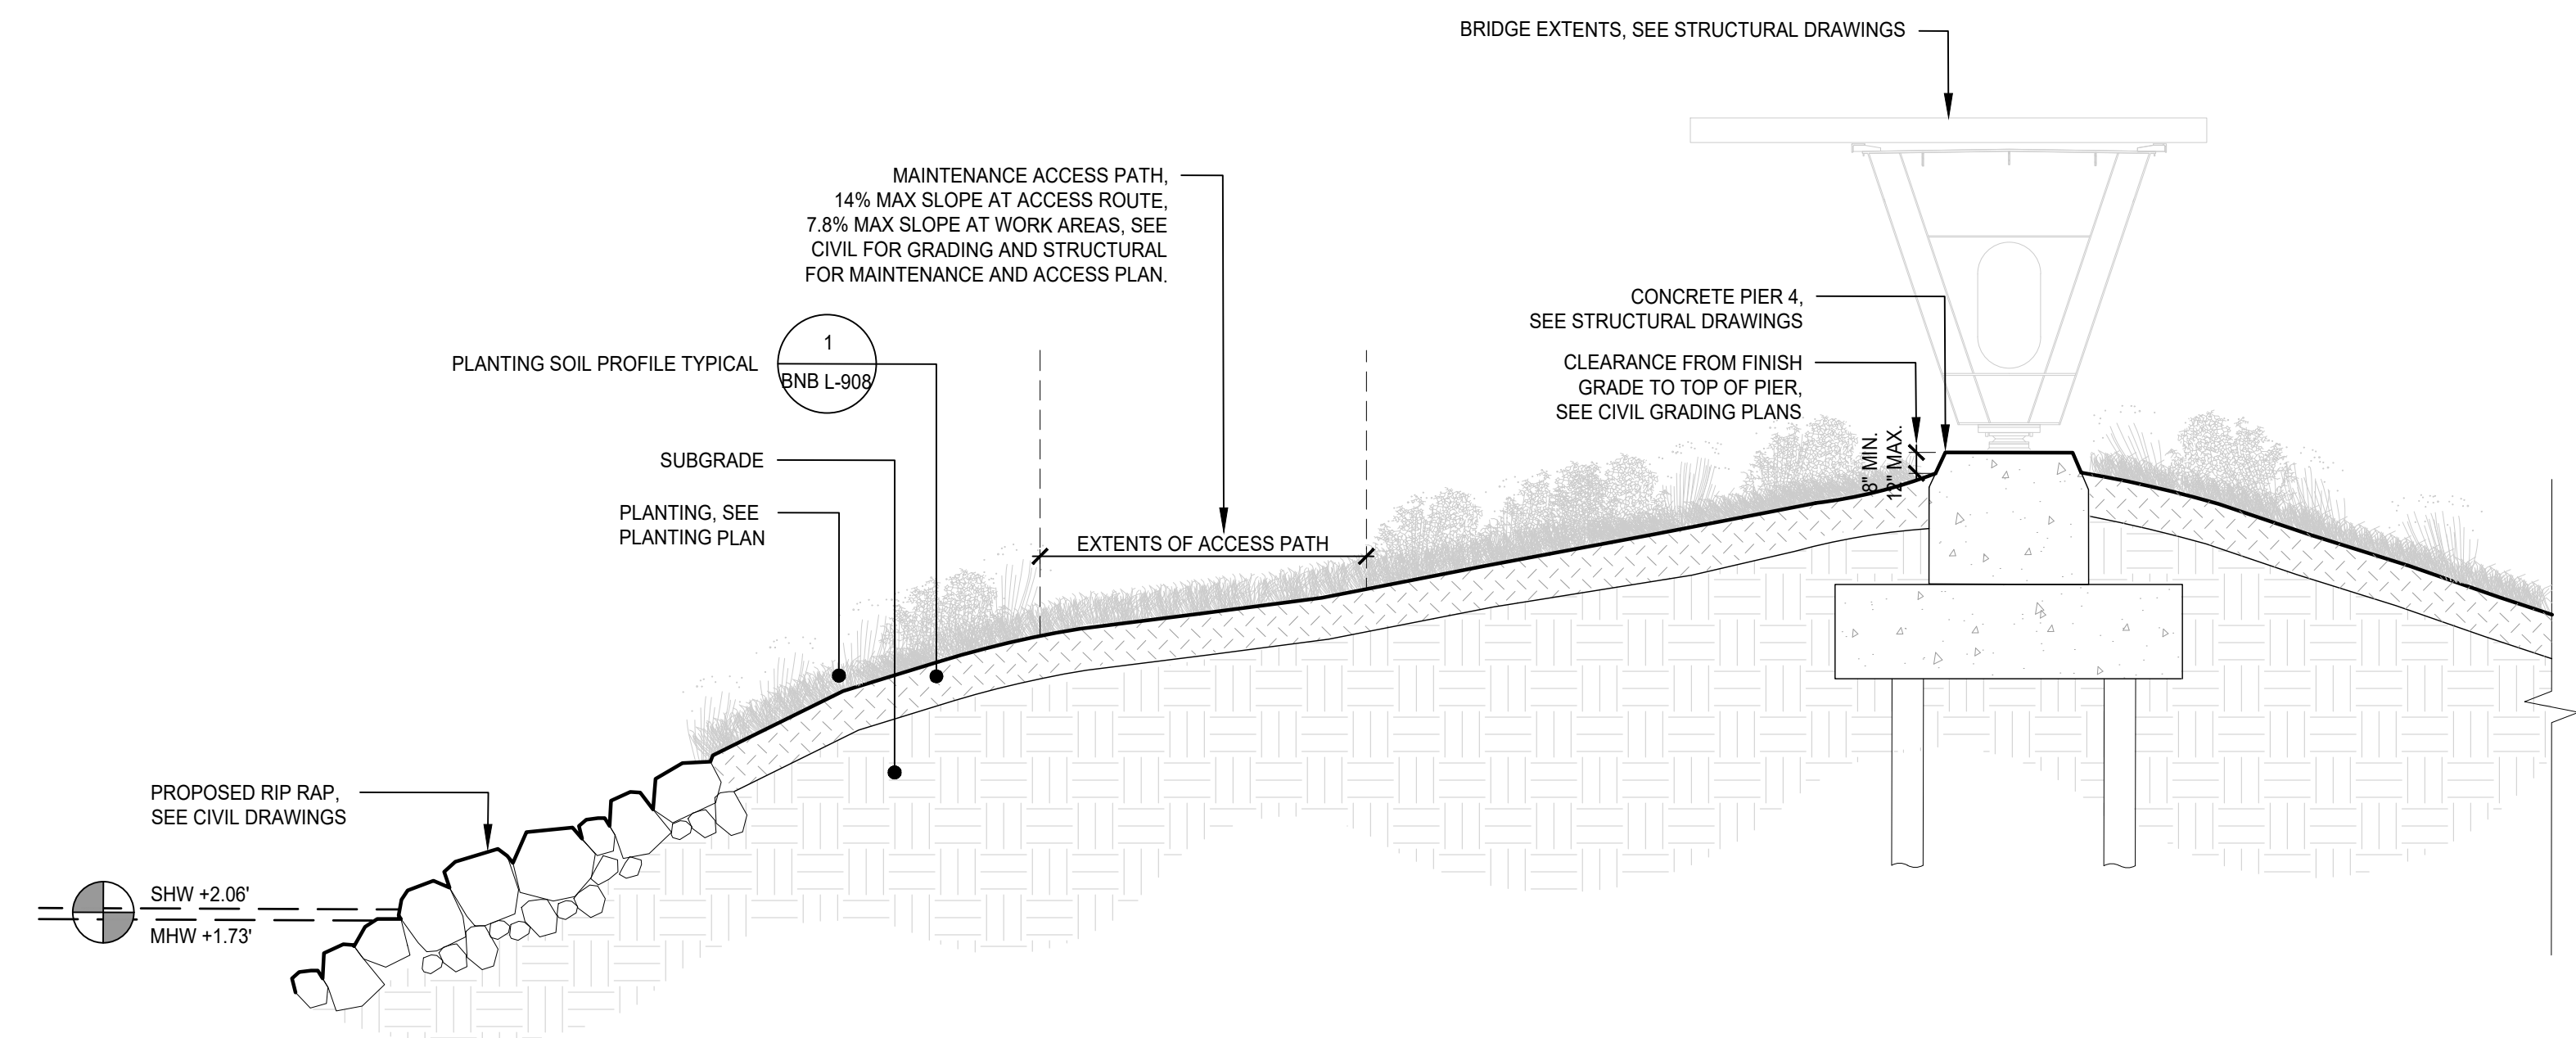 BRIDGE EXTENTS, SEE STRUCTURAL DRAWINGS
MAINTENANCE ACCESS PATH,
14% MAX SLOPE AT ACCESS ROUTE,
7.8% MAX SLOPE AT WORK AREAS, SEE
CIVIL FOR GRADING AND STRUCTURAL
FOR MAINTENANCE AND ACCESS PLAN.
CONCRETE PIER 4,
SEE STRUCTURAL DRAWINGS
CLEARANCE FROM FINISH
GRADE TO TOP OF PIER,
SEE CIVIL GRADING PLANS
8" MIN.
12" MAX.
PLANTING SOIL PROFILE TYPICAL
1
BNB L-908
SUBGRADE
PLANTING, SEE
PLANTING PLAN
EXTENTS OF ACCESS PATH
PROPOSED RIP RAP,
SEE CIVIL DRAWINGS
SHW +2.06'
MHW +1.73'